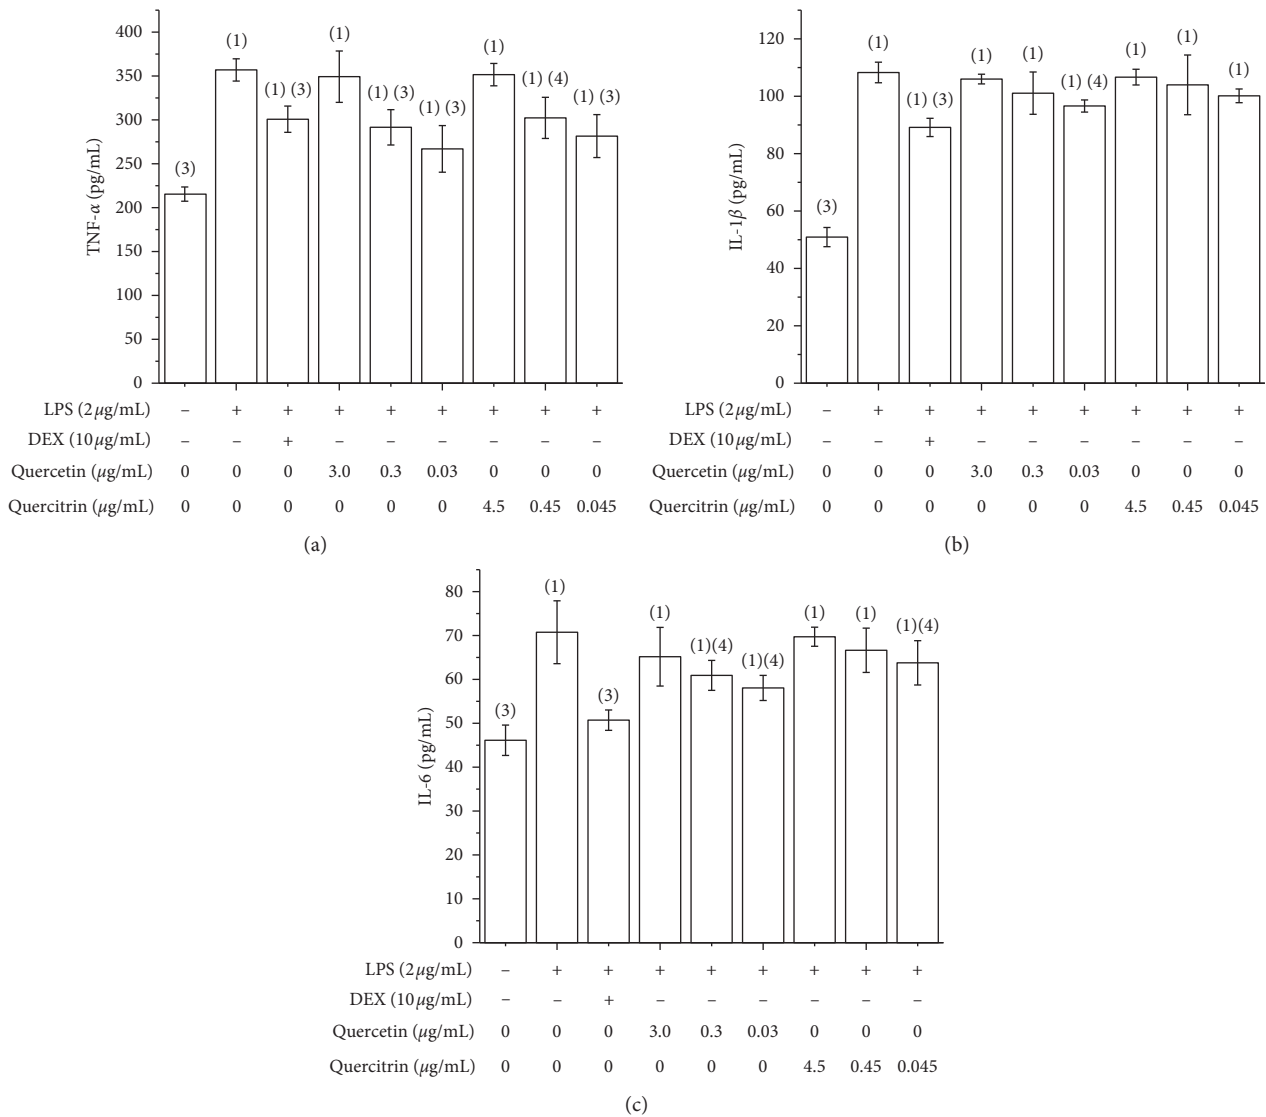 400
350
300
250
200
150
100
50
0
TNF-α (pg/mL)
(3)
(1)
(1) (3)
(1)
(1) (3)
(1) (3)
(1)
(1) (4)
(1) (3)
LPS (2 μg/mL) – + + + + + + + +
DEX (10 μg/mL) – – + – – – – – –
Quercetin (μg/mL) 0 0 0 3.0 0.3 0.03 0 0 0
Quercitrin (μg/mL) 0 0 0 0 0 0 4.5 0.45 0.045
(a)
120
100
80
60
40
20
0
IL-1β (pg/mL)
(3)
(1)
(1) (3)
(1)
(1)
(1) (4)
(1)
(1)
(1)
LPS (2 μg/mL) – + + + + + + + +
DEX (10 μg/mL) – – + – – – – – –
Quercetin (μg/mL) 0 0 0 3.0 0.3 0.03 0 0 0
Quercitrin (μg/mL) 0 0 0 0 0 0 4.5 0.45 0.045
(b)
80
70
60
50
40
30
20
10
0
IL-6 (pg/mL)
(3)
(1)
(3)
(1)
(1)(4)
(1)(4)
(1)
(1)
(1)(4)
LPS (2 μg/mL) – + + + + + + + +
DEX (10 μg/mL) – – + – – – – – –
Quercetin (μg/mL) 0 0 0 3.0 0.3 0.03 0 0 0
Quercitrin (μg/mL) 0 0 0 0 0 0 4.5 0.45 0.045
(c)